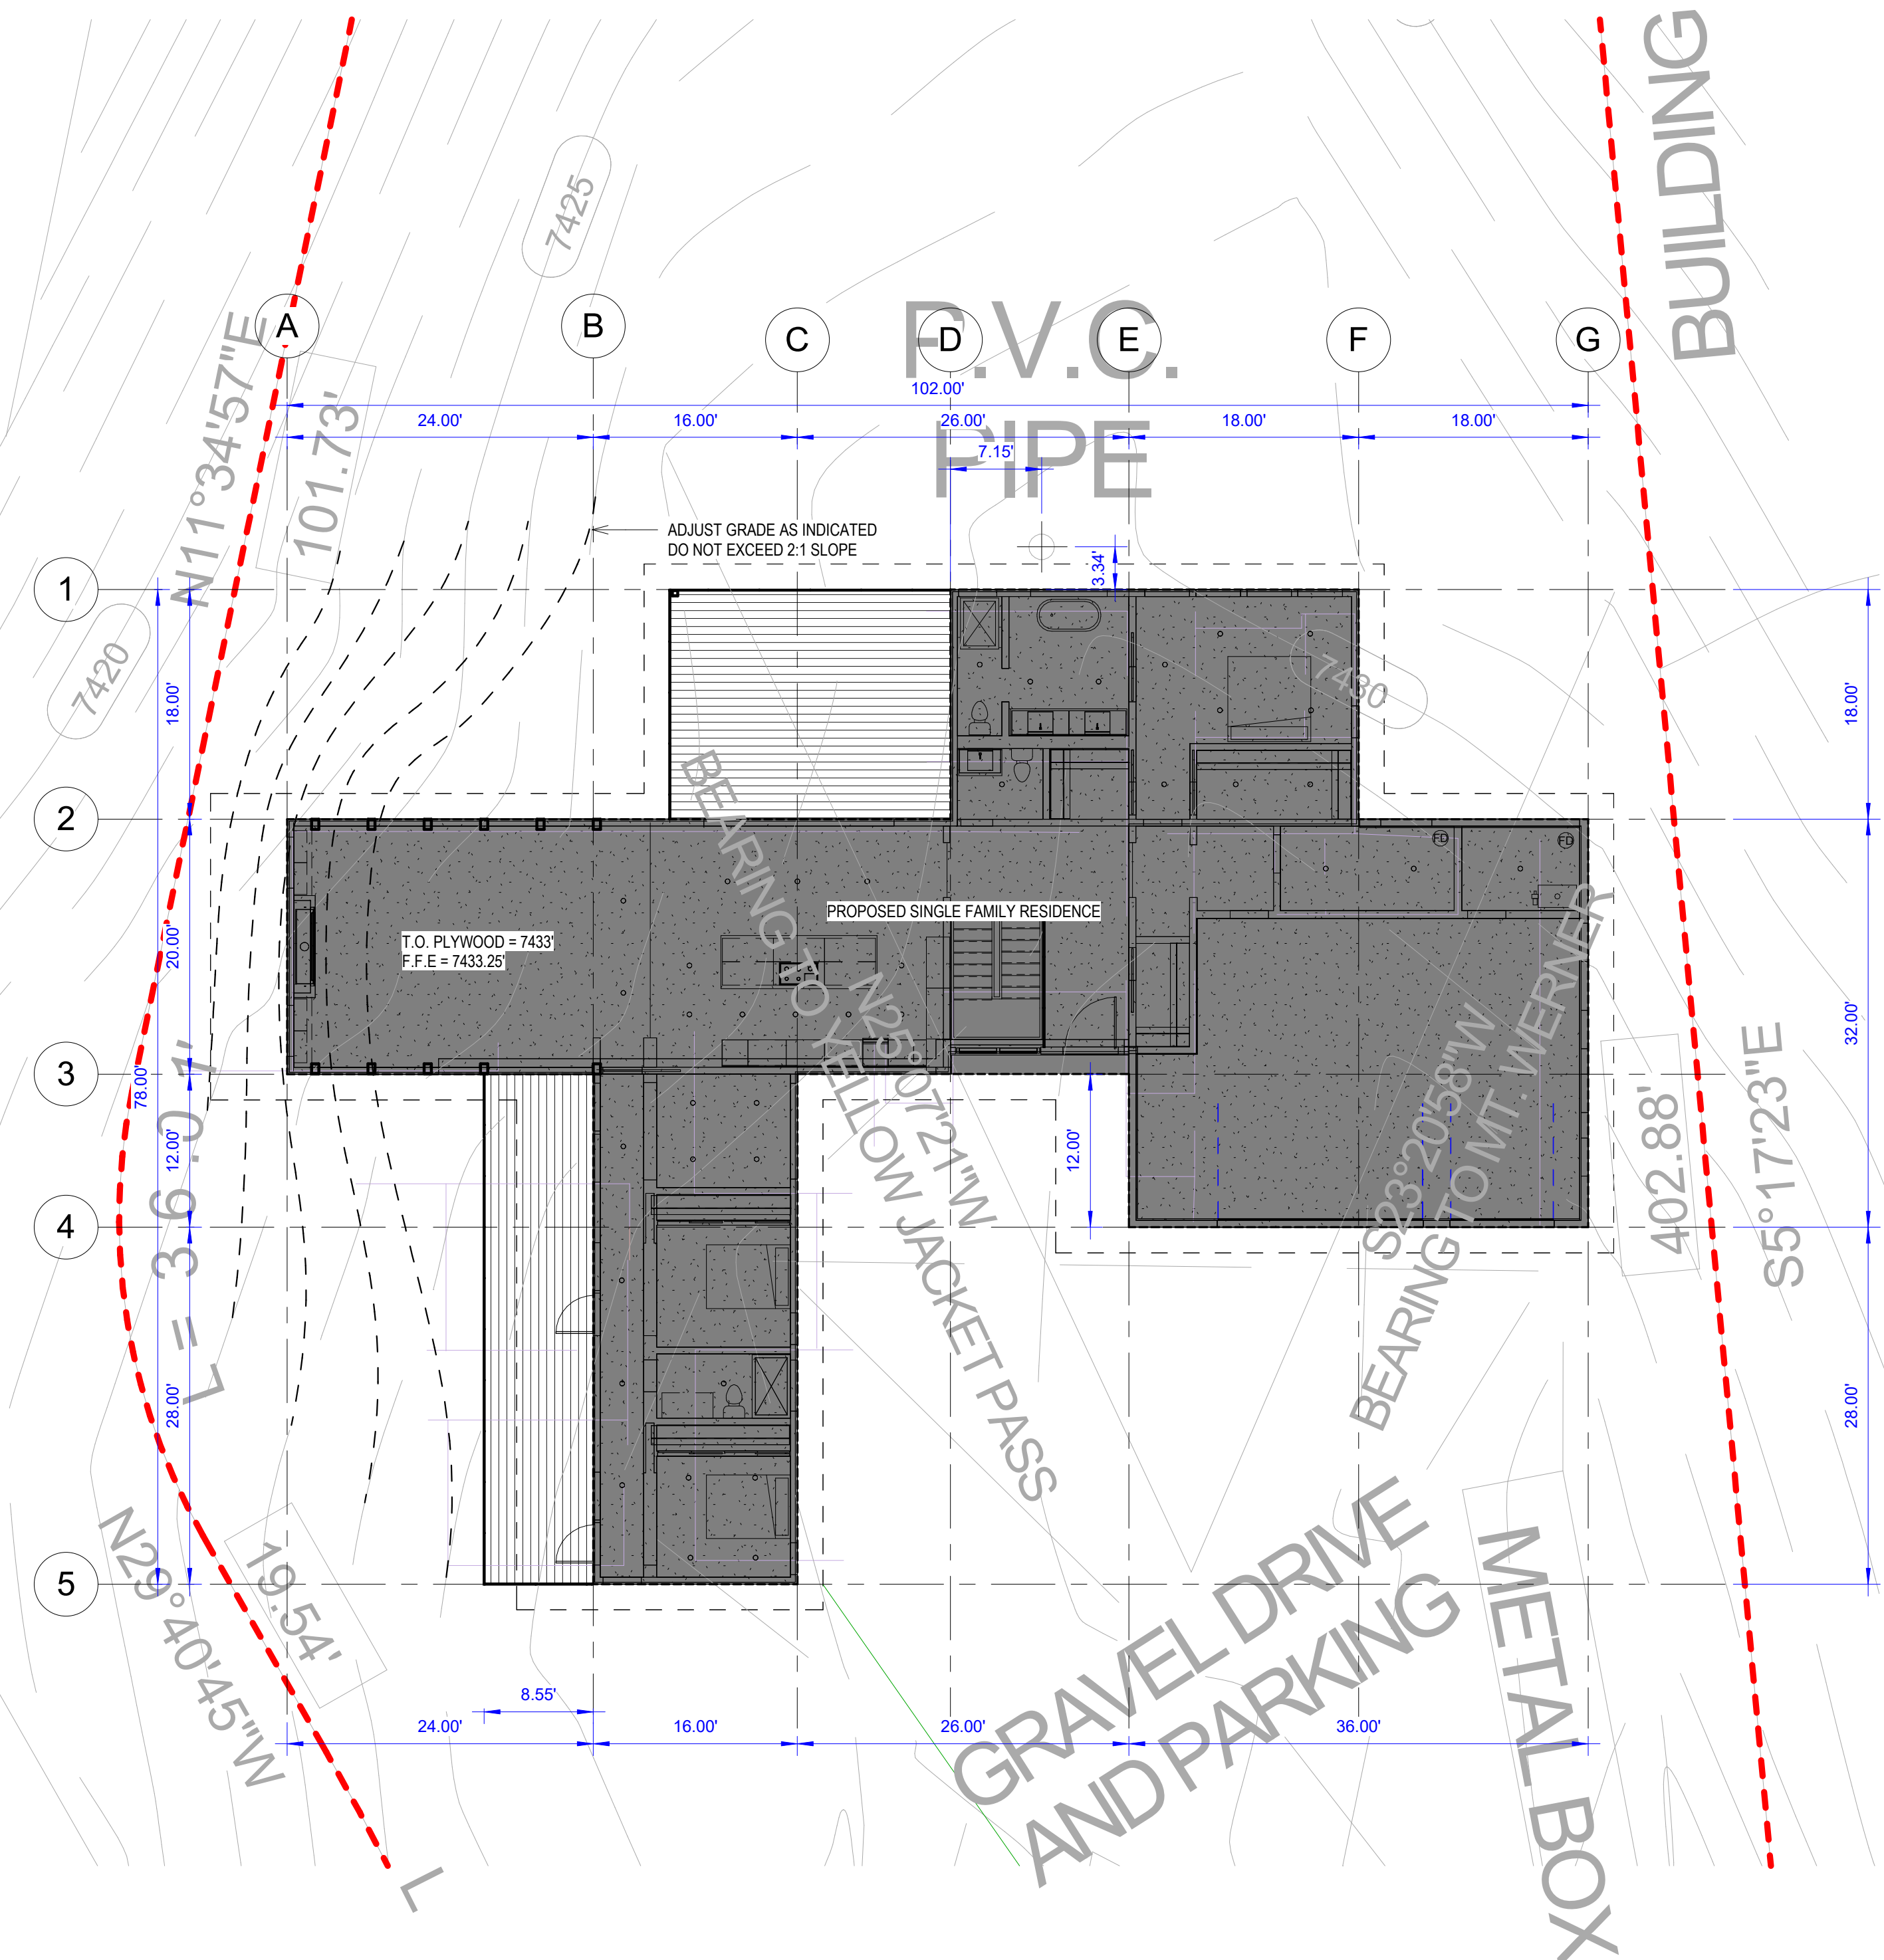 BUILDING
7425
A
B
C
D
E
F
G
P.V.C.
PIPE
102.00'
24.00'
16.00'
26.00'
18.00'
18.00'
7.15'
N11°34'57"E
101.73'
ADJUST GRADE AS INDICATED
DO NOT EXCEED 2:1 SLOPE
3.34'
1
7420
18.00'
7430
18.00'
2
FD
FD
PROPOSED SINGLE FAMILY RESIDENCE
T.O. PLYWOOD = 7433'
F.F.E = 7433.25'
20.00'
BEARING TO YELLOW JACKET PASS
N25°07'21"W
S23°20'58"W
BEARING TO MT. WERNER
32.00'
3
78.00'
12.00'
12.00'
L = 36.01'
402.88'
S5°17'23"E
4
28.00'
28.00'
5
N29°40'45"W
19.54'
8.55'
24.00'
16.00'
26.00'
36.00'
GRAVEL DRIVE
AND PARKING
METAL BOX
L